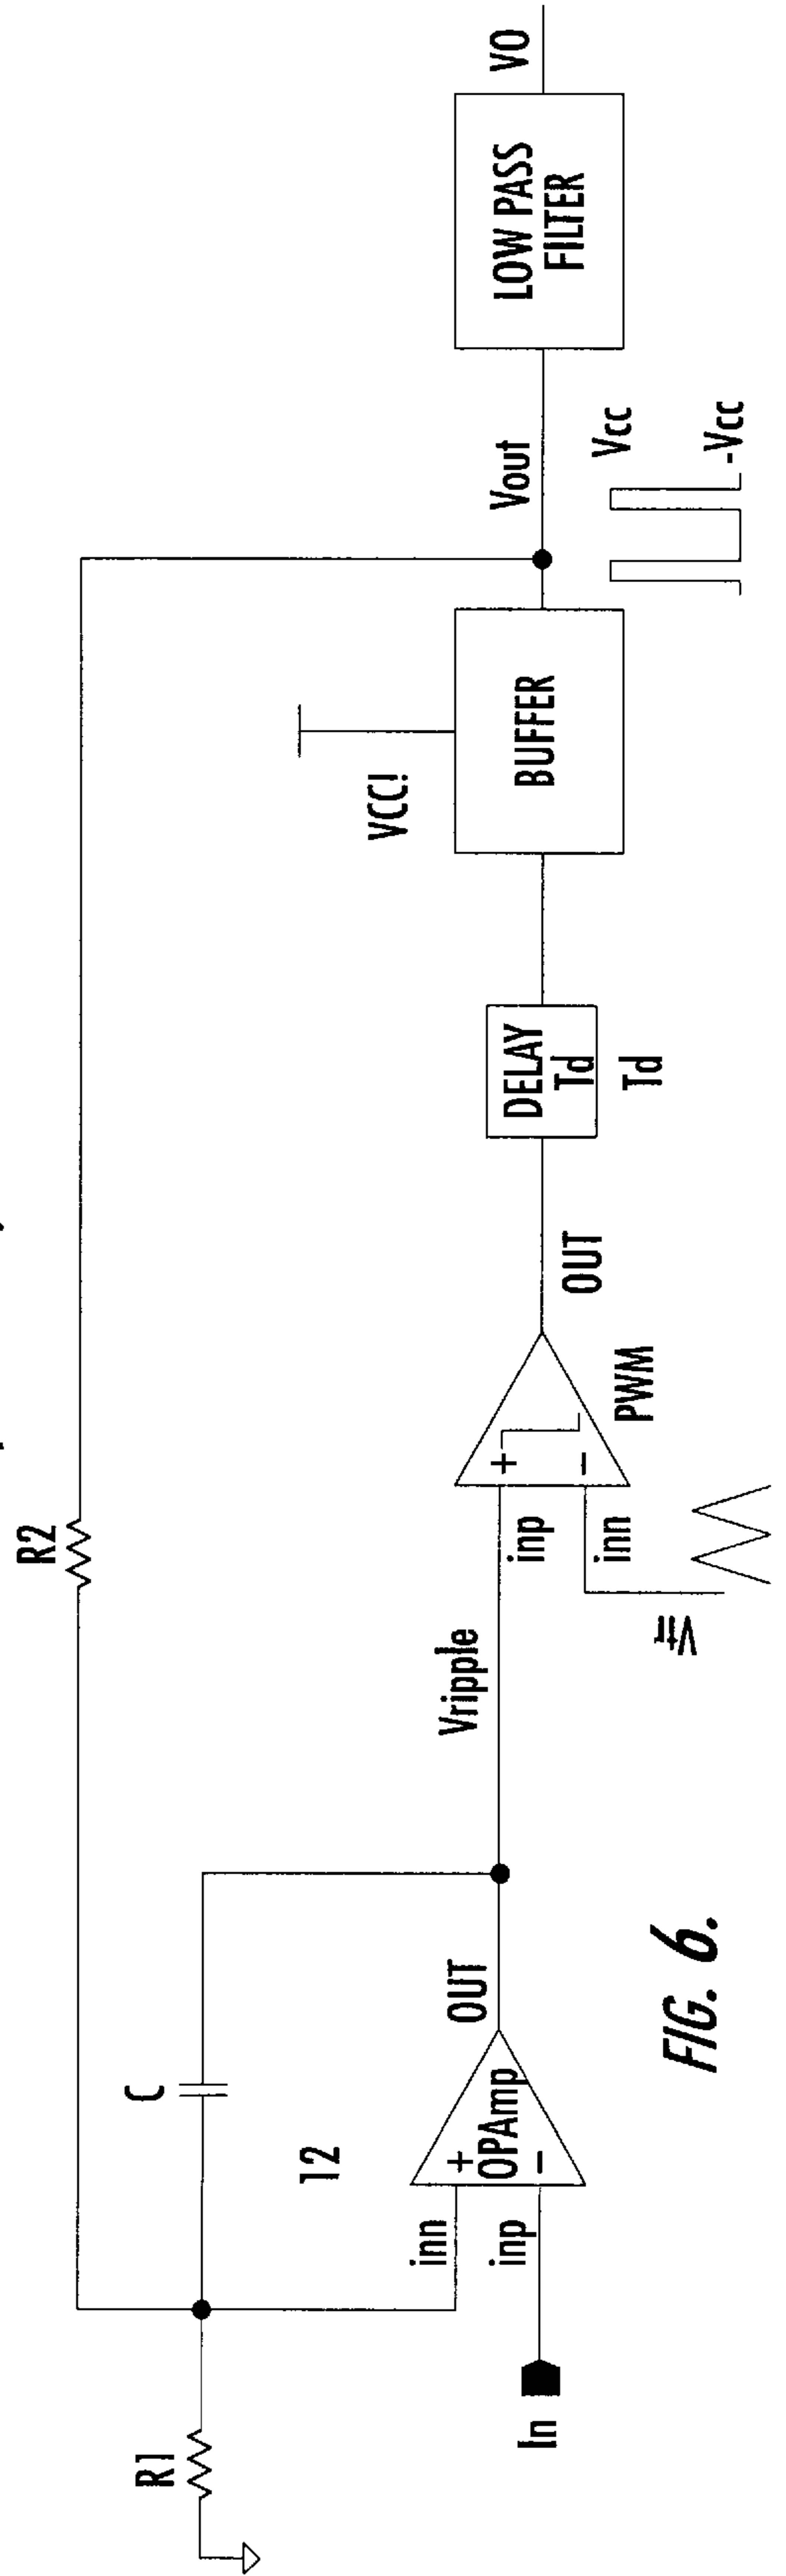 R2
C
R1
12
VCC!
inn
+
OPAmp
−
inp
In
OUT
Vripple
inp
+
−
inn
Vtr
PWM
OUT
DELAY
Td
Td
BUFFER
Vout
Vcc
-Vcc
LOW PASS
FILTER
VO
FIG. 6.